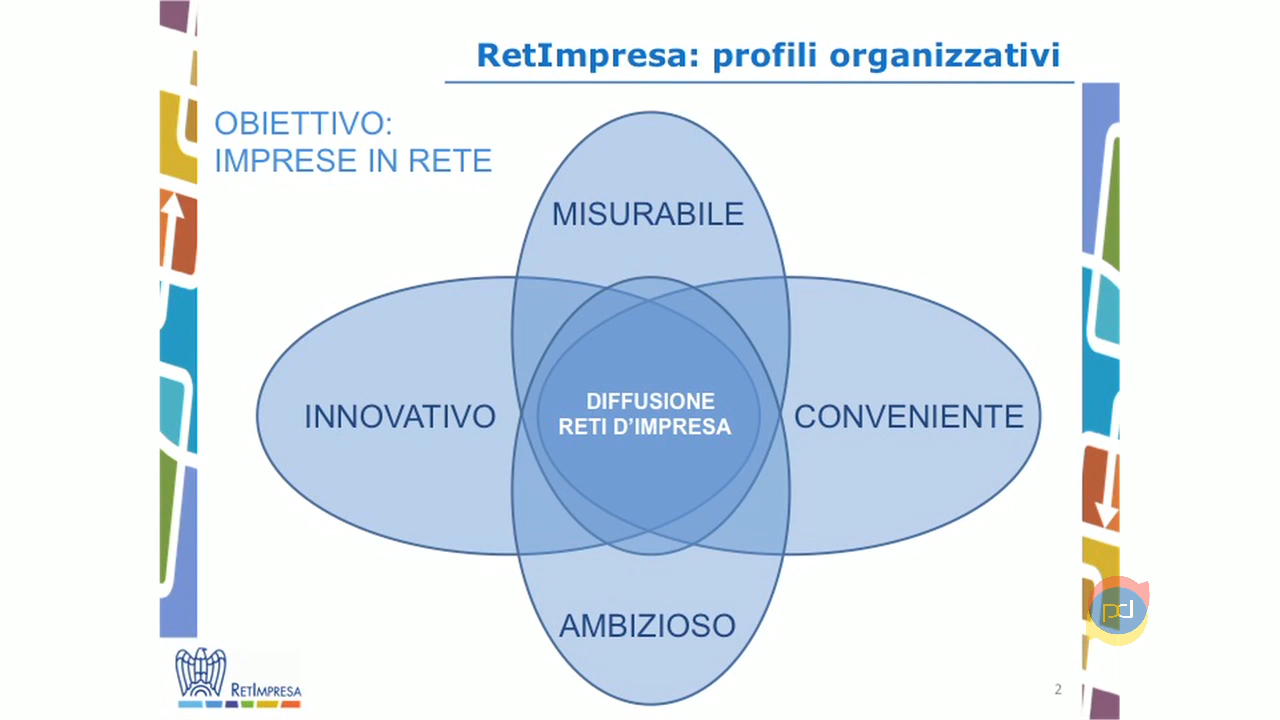 RetImpresa: profili organizzativi
OBIETTIVO:
IMPRESE IN RETE
MISURABILE
INNOVATIVO
DIFFUSIONE
RETI D'IMPRESA
CONVENIENTE
AMBIZIOSO
RETIMPRESA
2
pd